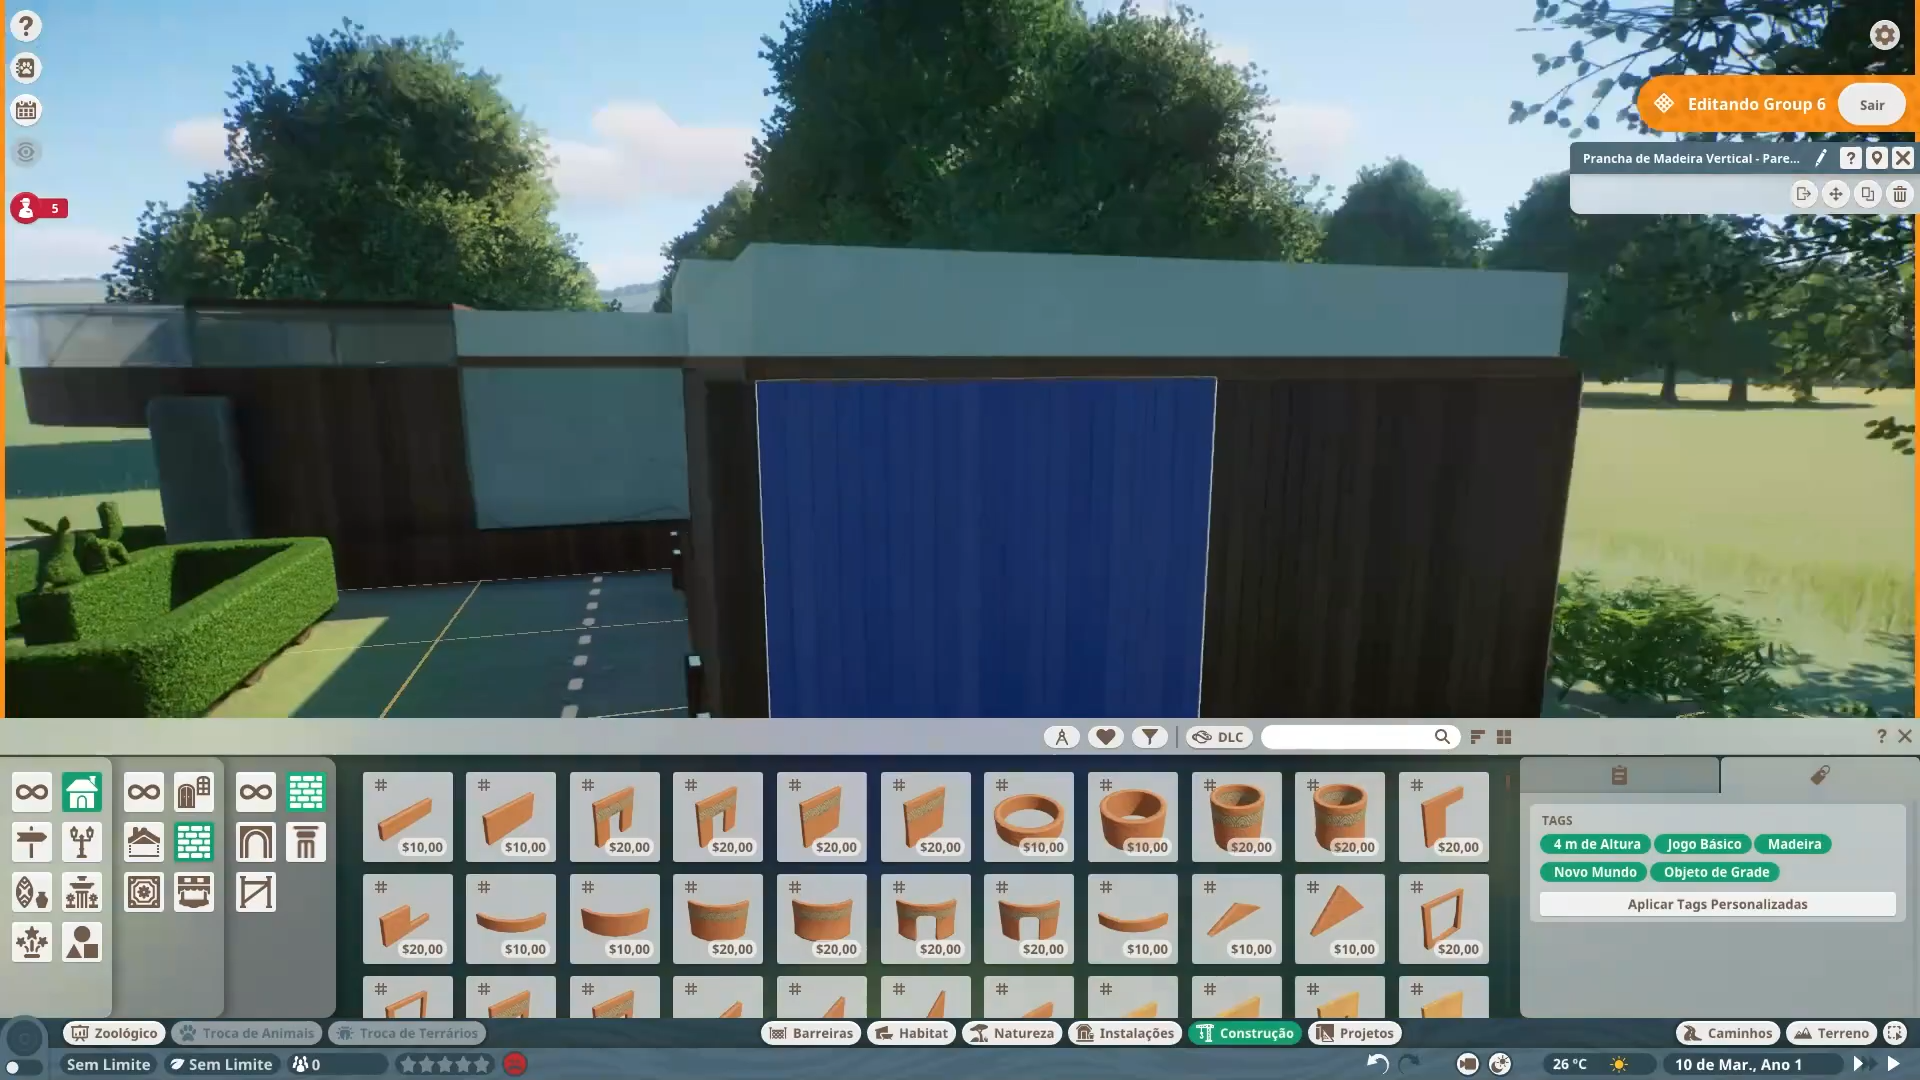 Editando Group 6
Sair
Prancha de Madeira Vertical - Pare...
5
DLC
$10,00 $10,00 $20,00 $20,00 $20,00 $20,00 $10,00 $10,00 $20,00 $20,00 $20,00
$20,00 $10,00 $10,00 $20,00 $20,00 $20,00 $20,00 $10,00 $10,00 $10,00 $20,00
TAGS
4 m de Altura Jogo Básico Madeira
Novo Mundo Objeto de Grade
Aplicar Tags Personalizadas
Zoológico Troca de Animais Troca de Terrários Barreiras Habitat Natureza Instalações Construção Projetos Caminhos Terreno
Sem Limite Sem Limite 0 26 °C 10 de Mar., Ano 1